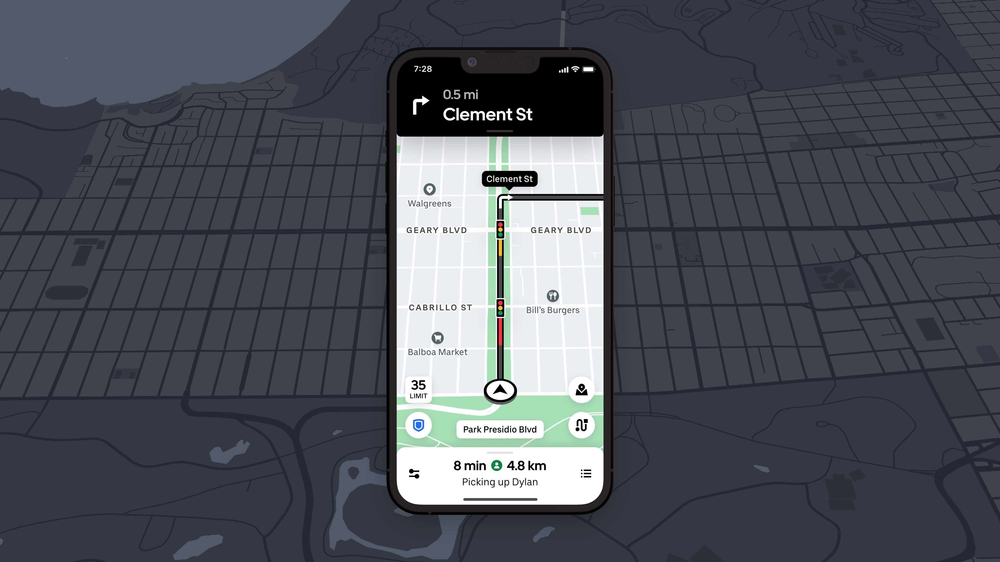 7:28
0.5 mi
Clement St
Clement St
Walgreens
GEARY BLVD
GEARY BLVD
CABRILLO ST
Bill's Burgers
Balboa Market
35
LIMIT
Park Presidio Blvd
8 min 4.8 km
Picking up Dylan